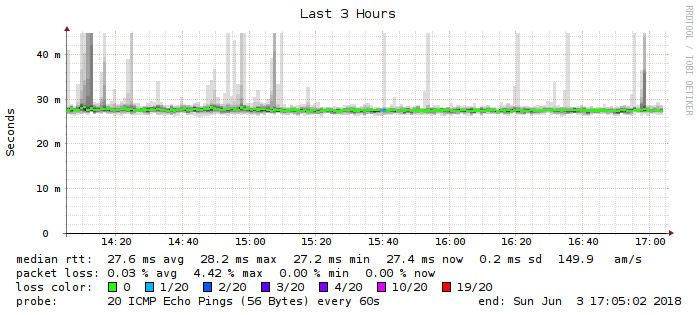 Last 3 Hours
RRDTOOL / TOBI OETIKER
Seconds
40 m
30 m
20 m
10 m
0
14:20 14:40 15:00 15:20 15:40 16:00 16:20 16:40 17:00
median rtt: 27.6 ms avg 28.2 ms max 27.2 ms min 27.4 ms now 0.2 ms sd 149.9 am/s
packet loss: 0.03 % avg 4.42 % max 0.00 % min 0.00 % now
loss color: 0 1/20 2/20 3/20 4/20 10/20 19/20
probe: 20 ICMP Echo Pings (56 Bytes) every 60s end: Sun Jun 3 17:05:02 2018